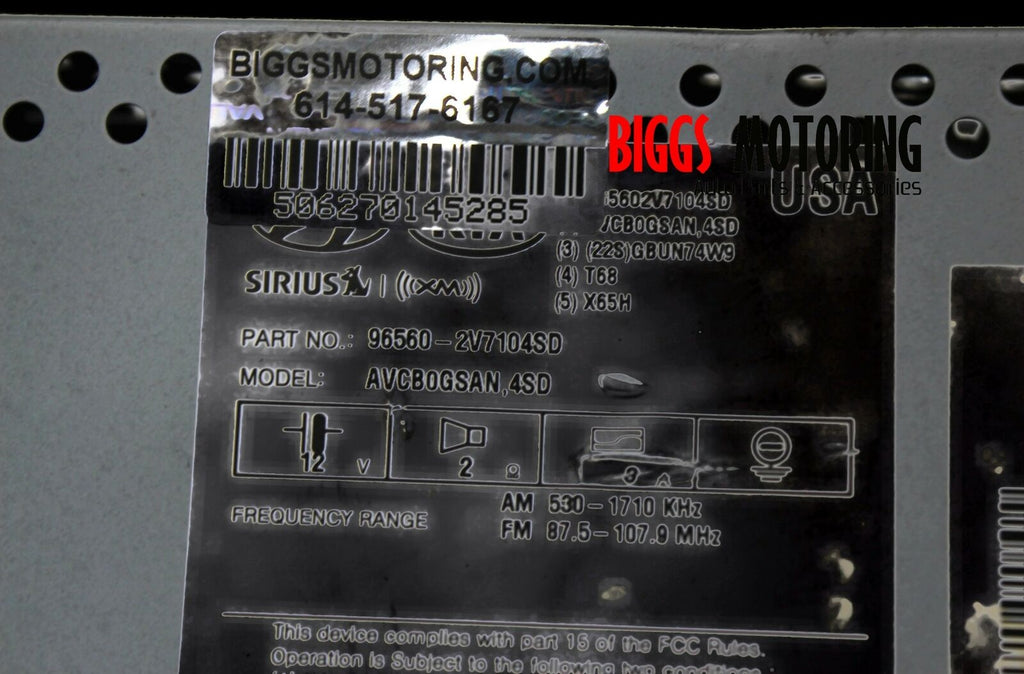 BIGGSMOTORING.COM
614-517-6167
BIGGS MOTORING
506270145285
USA
5602V7104SD
VCB0GSAN,4SD
(3) (22S)GBUN74W9
(4) T68
(5) X65H
SIRIUS | ((XM))
PART NO.: 96560-2V7104SD
MODEL: AVCB0GSAN,4SD
12 V
2 Ω
3 A
FREQUENCY RANGE
AM 530-1710 KHz
FM 87.5-107.9 MHz
This device complies with part 15 of the FCC Rules.
Operation is Subject to the following two conditions